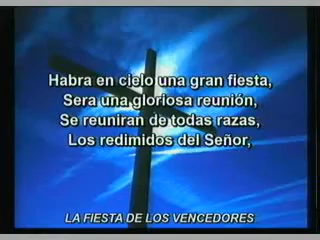 Habra en cielo una gran fiesta,
Sera una gloriosa reunión,
Se reuniran de todas razas,
Los redimidos del Señor,
LA FIESTA DE LOS VENCEDORES